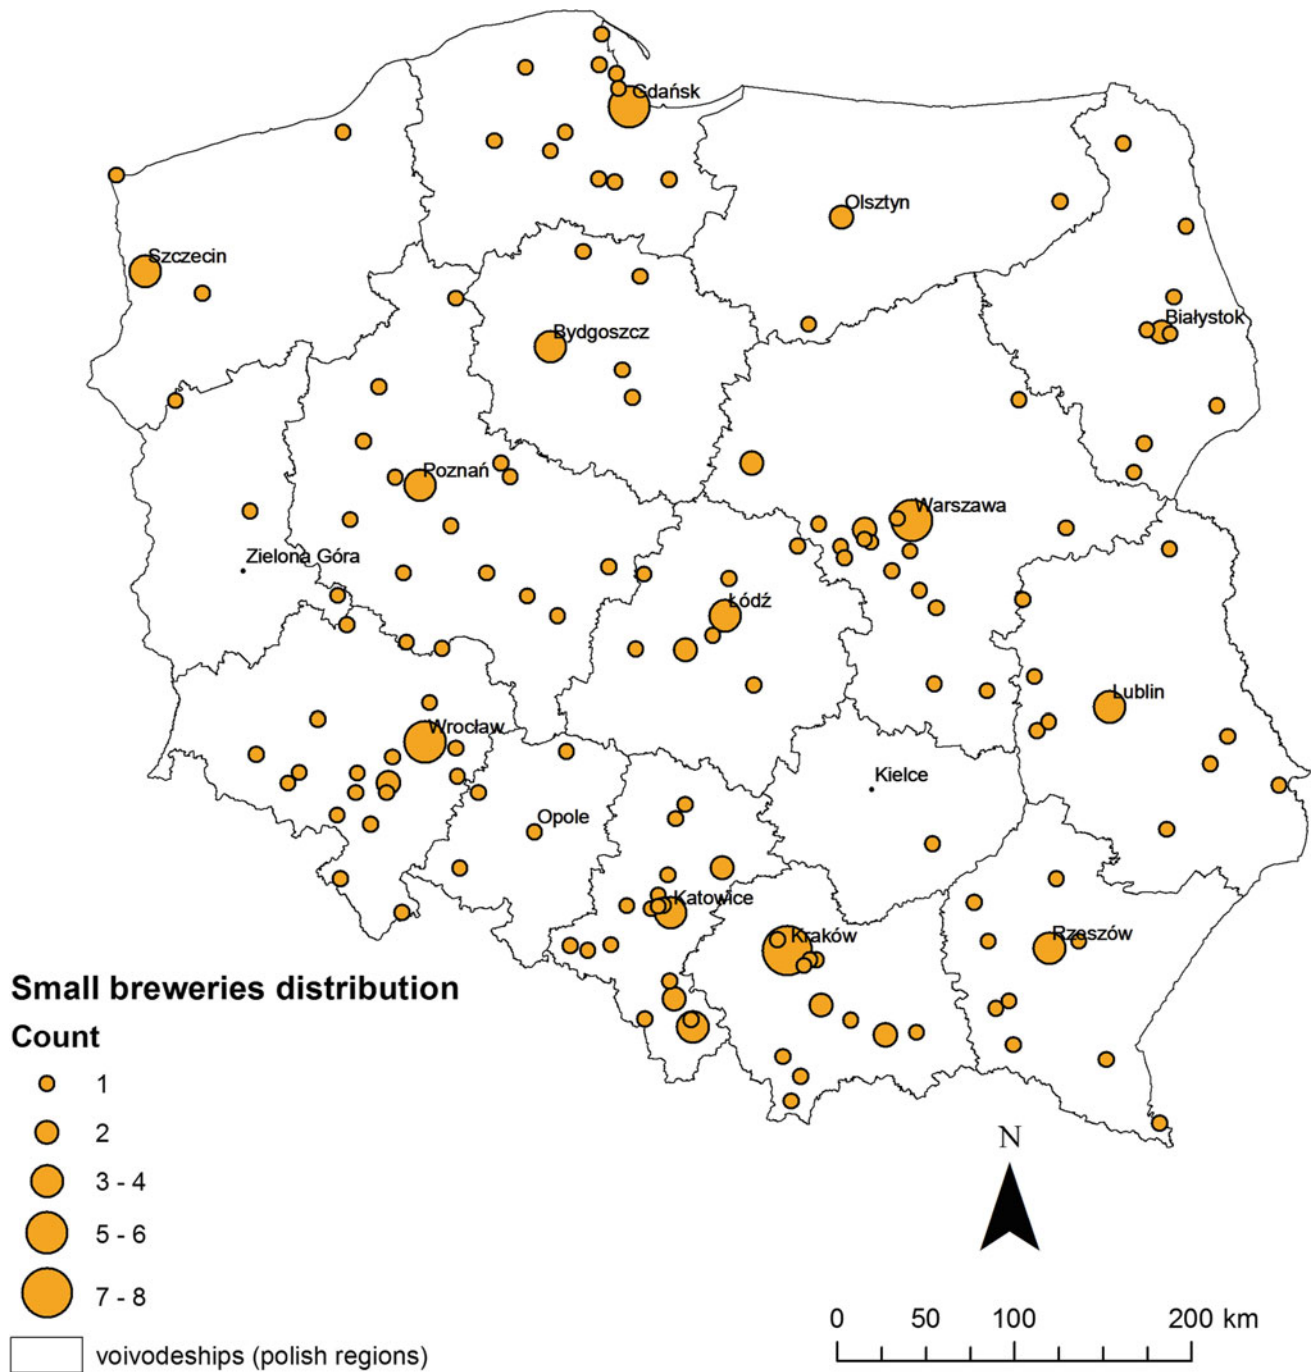 Gdańsk
Olsztyn
Szczecin
Białystok
Bydgoszcz
Poznań
Warszawa
Zielona Góra
Łódź
Lublin
Wrocław
Kielce
Opole
Katowice
Kraków
Rzeszów
Small breweries distribution
Count
1
2
3 - 4
5 - 6
7 - 8
voivodeships (polish regions)
N
0 50 100 200 km